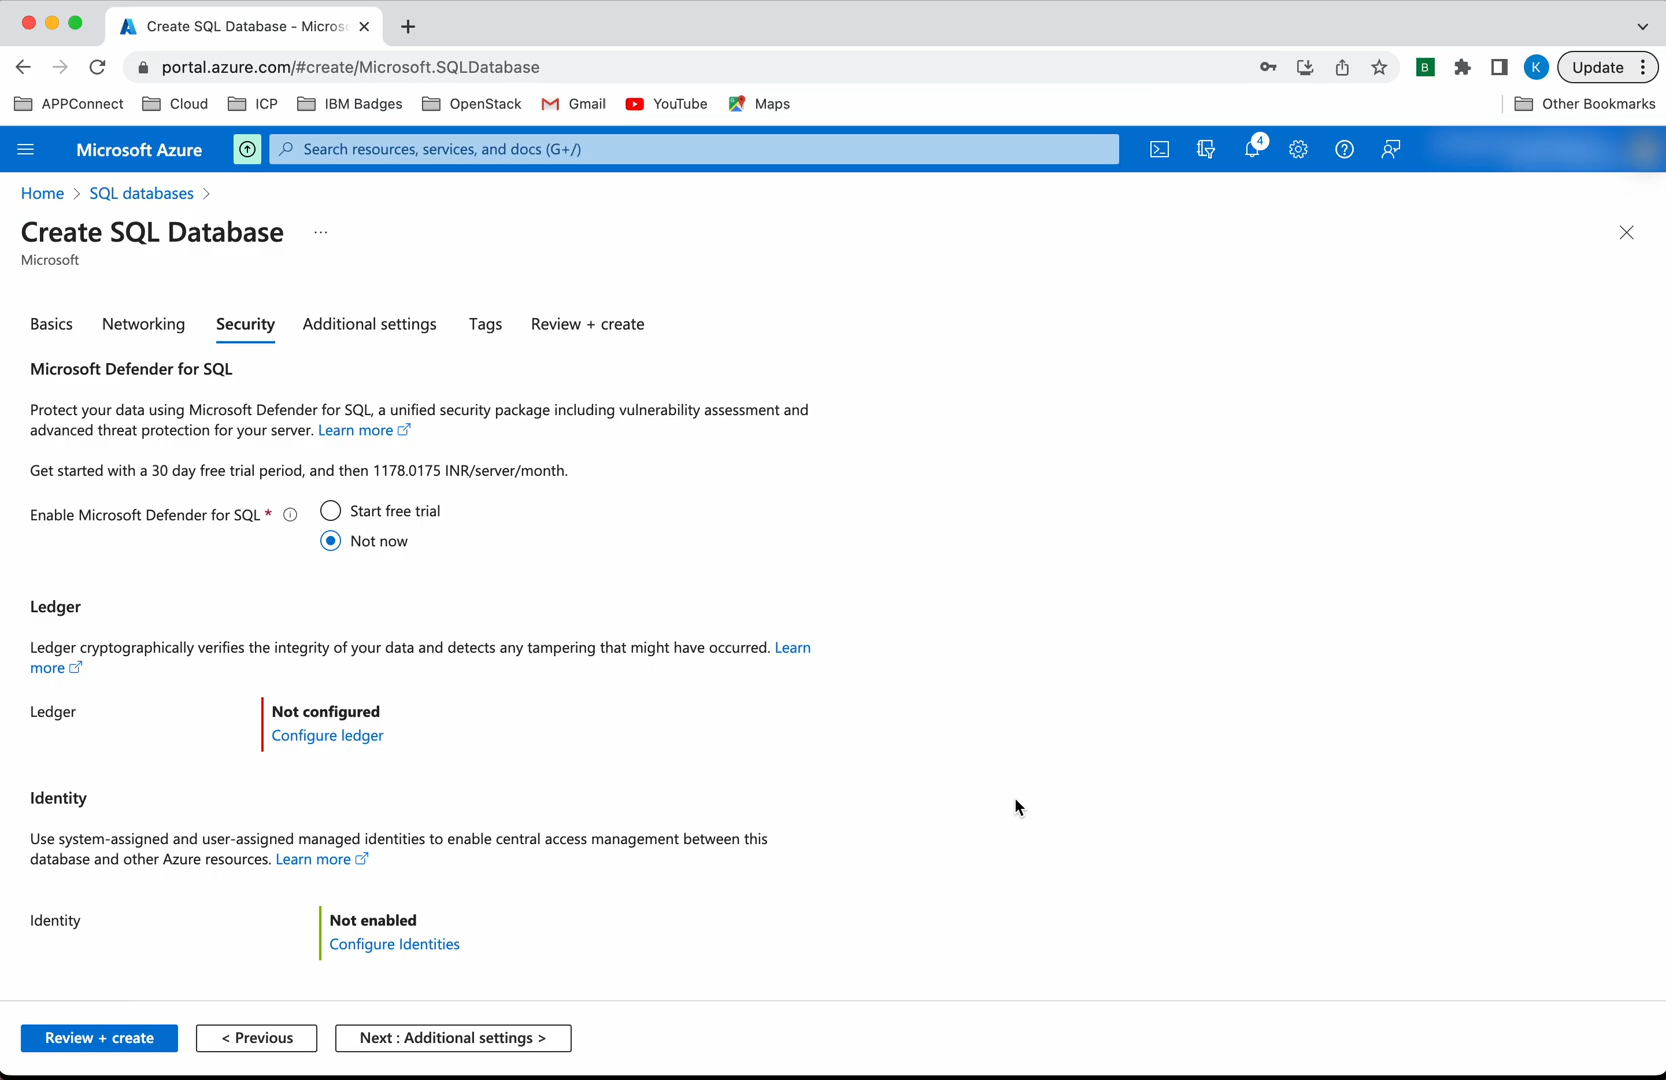 Create SQL Database - Micros
portal.azure.com/#create/Microsoft.SQLDatabase
B
K
Update
APPConnect
Cloud
ICP
IBM Badges
OpenStack
Gmail
YouTube
Maps
Other Bookmarks
Microsoft Azure
Search resources, services, and docs (G+/)
4
Home > SQL databases >
Create SQL Database ...
Microsoft
Basics
Networking
Security
Additional settings
Tags
Review + create
Microsoft Defender for SQL
Protect your data using Microsoft Defender for SQL, a unified security package including vulnerability assessment and
advanced threat protection for your server. Learn more
Get started with a 30 day free trial period, and then 1178.0175 INR/server/month.
Enable Microsoft Defender for SQL *
Start free trial
Not now
Ledger
Ledger cryptographically verifies the integrity of your data and detects any tampering that might have occurred. Learn
more
Ledger
Not configured
Configure ledger
Identity
Use system-assigned and user-assigned managed identities to enable central access management between this
database and other Azure resources. Learn more
Identity
Not enabled
Configure Identities
Review + create
< Previous
Next : Additional settings >